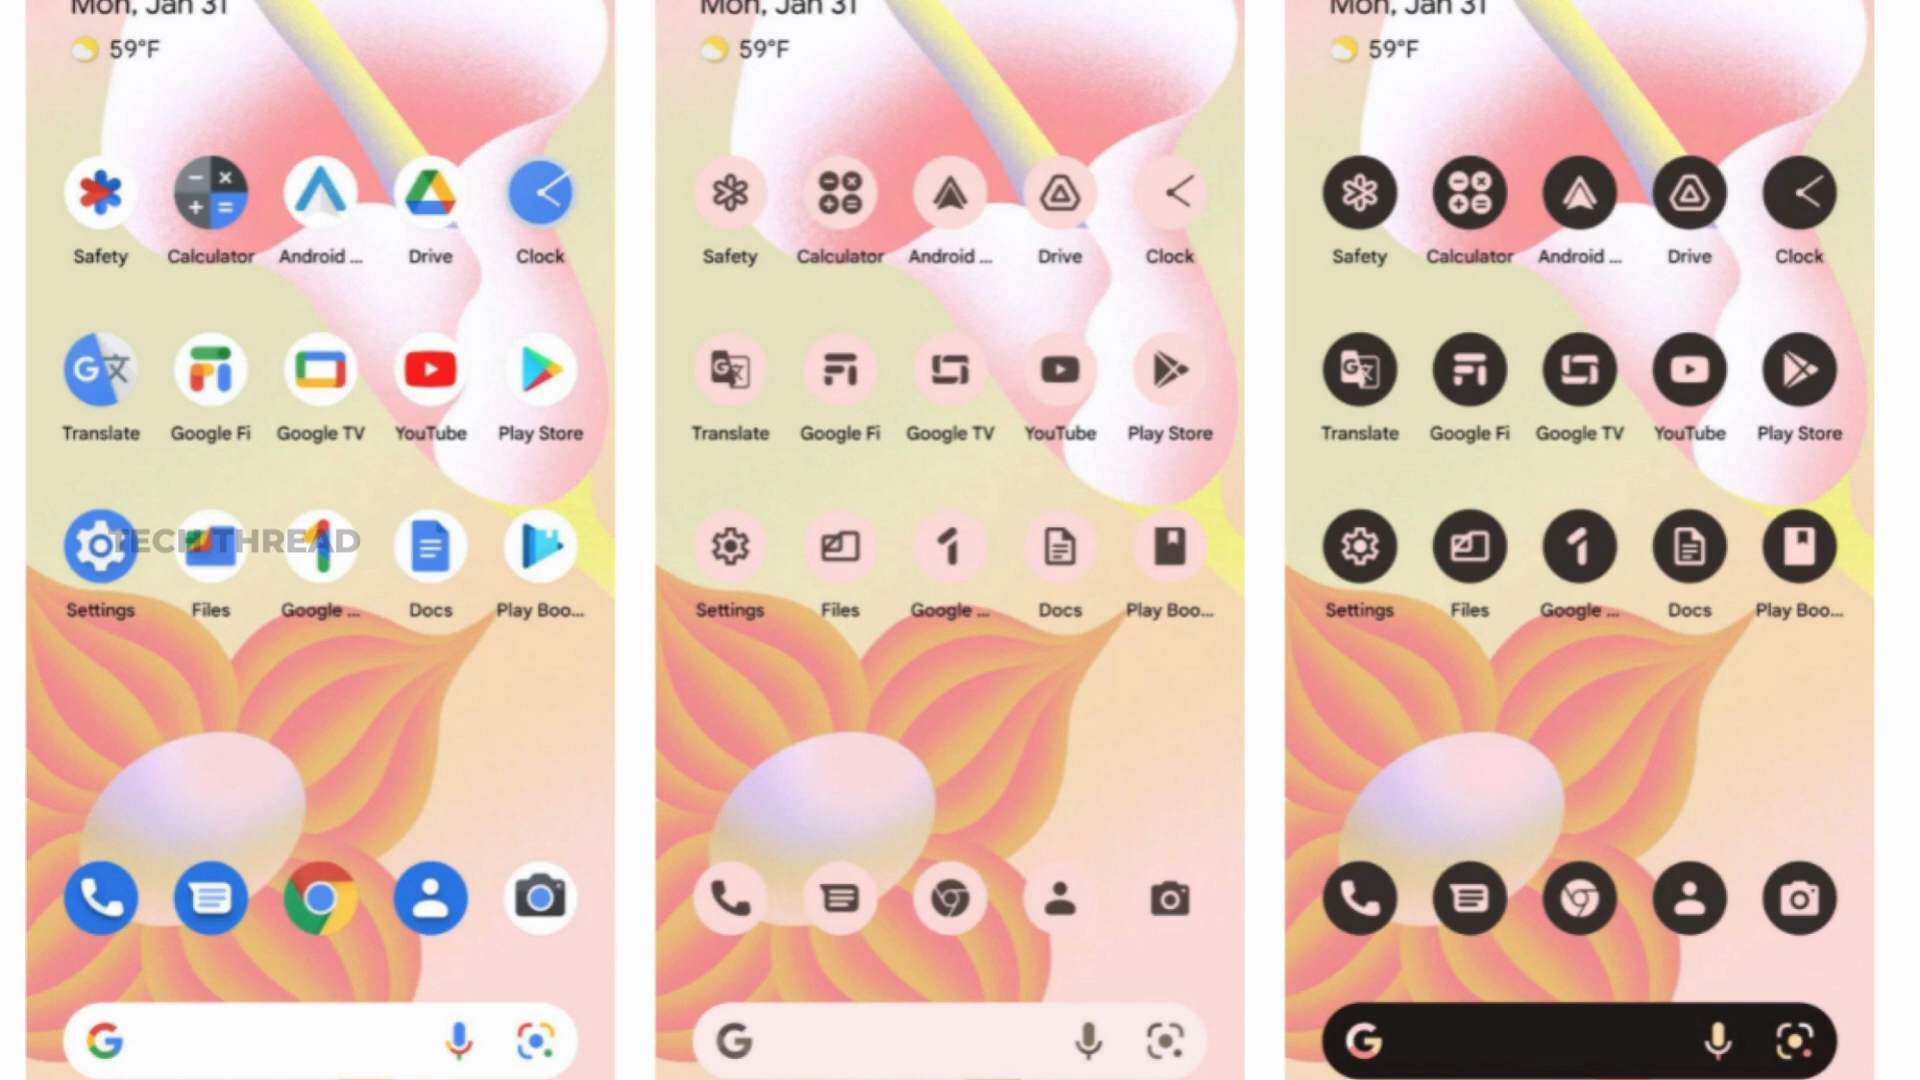 Mon, Jan 31
59°F
Safety Calculator Android ... Drive Clock
Translate Google Fi Google TV YouTube Play Store
TECH THREAD
Settings Files Google ... Docs Play Boo...
Mon, Jan 31
59°F
Safety Calculator Android ... Drive Clock
Translate Google Fi Google TV YouTube Play Store
Settings Files Google ... Docs Play Boo...
Mon, Jan 31
59°F
Safety Calculator Android ... Drive Clock
Translate Google Fi Google TV YouTube Play Store
Settings Files Google ... Docs Play Boo...